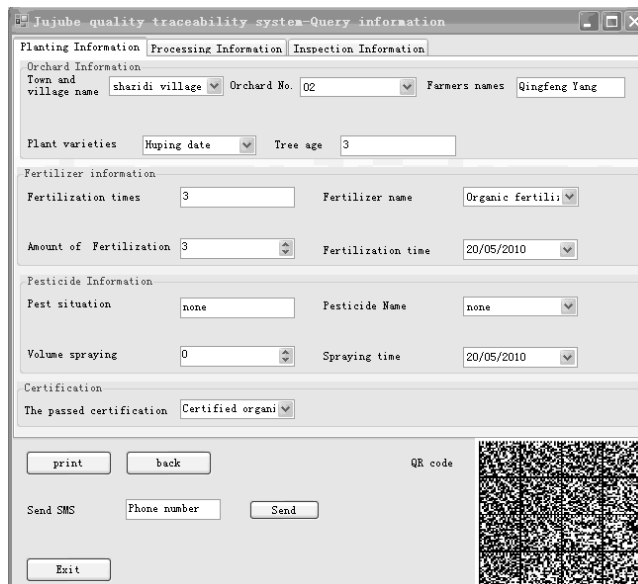 Jujube quality traceability system-Query information
Planting Information Processing Information Inspection Information
Orchard Information
Town and village name shazidi village Orchard No. 02 Farmers names Qingfeng Yang
Plant varieties Huping date Tree age 3
Fertilizer information
Fertilization times 3 Fertilizer name Organic fertili
Amount of Fertilization 3 Fertilization time 20/05/2010
Pesticide Information
Pest situation none Pesticide Name none
Volume spraying 0 Spraying time 20/05/2010
Certification
The passed certification Certified organi
print back QR code
Send SMS Phone number Send
Exit